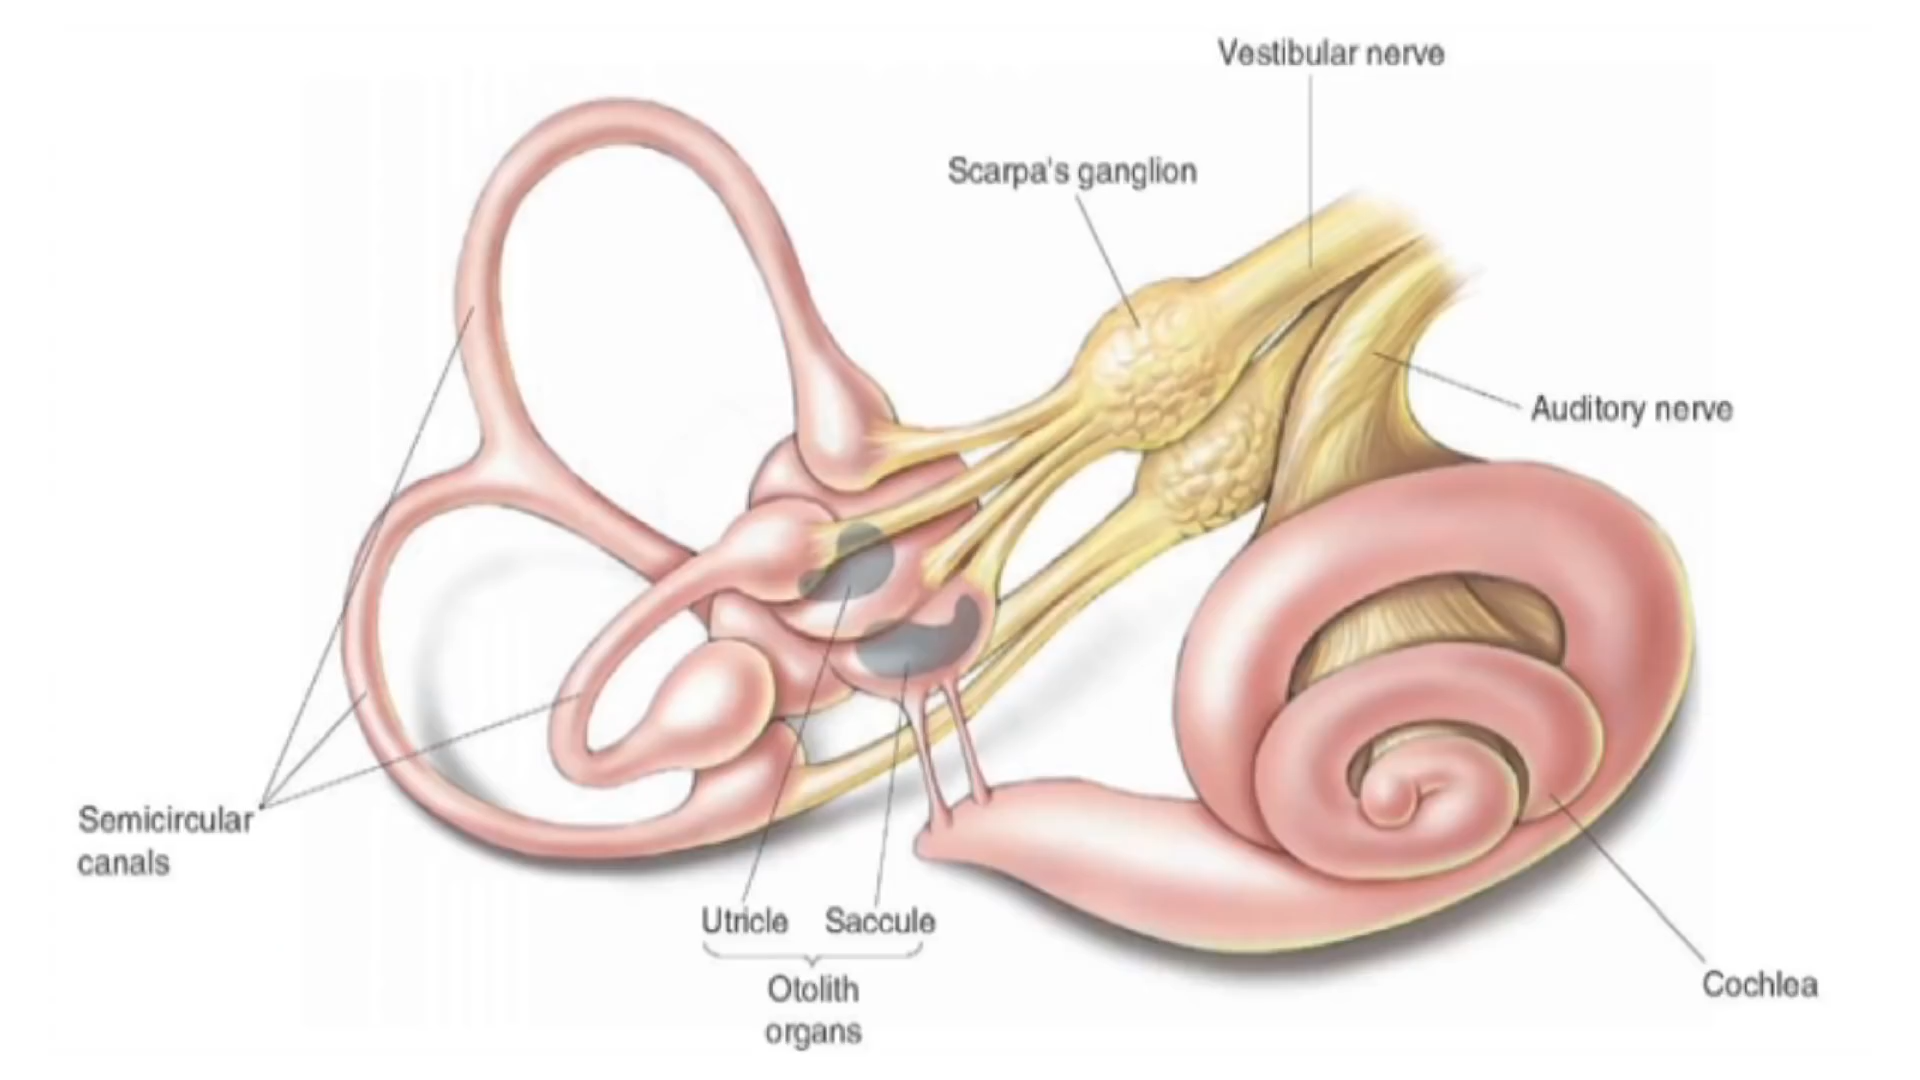 Vestibular nerve
Scarpa's ganglion
Auditory nerve
Semicircular
canals
Utricle
Saccule
Otolith
organs
Cochlea